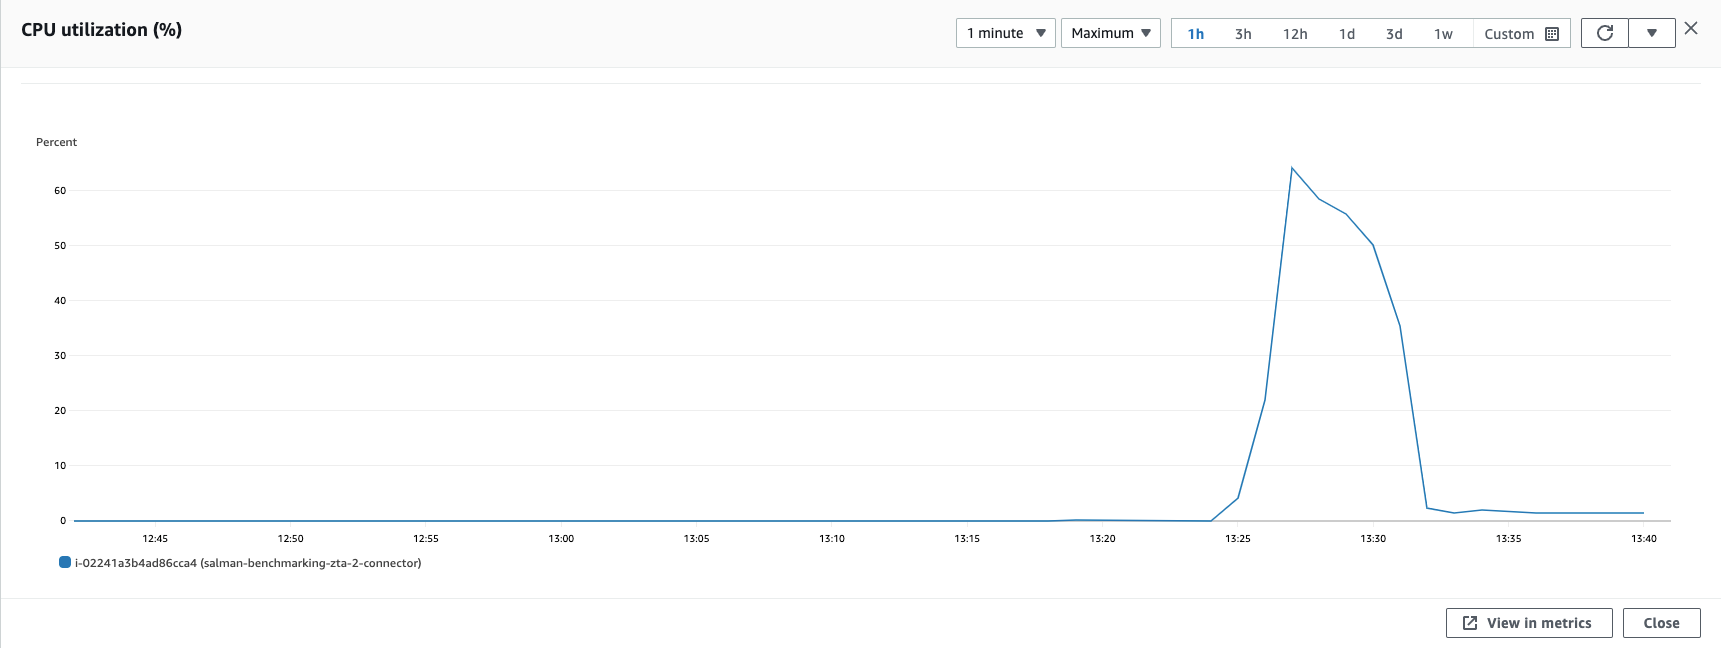 CPU utilization (%)
1 minute
Maximum
1h
3h
12h
1d
3d
1w
Custom
Percent
60
50
40
30
20
10
0
12:45
12:50
12:55
13:00
13:05
13:10
13:15
13:20
13:25
13:30
13:35
13:40
i-02241a3b4ad86cca4 (salman-benchmarking-zta-2-connector)
View in metrics
Close